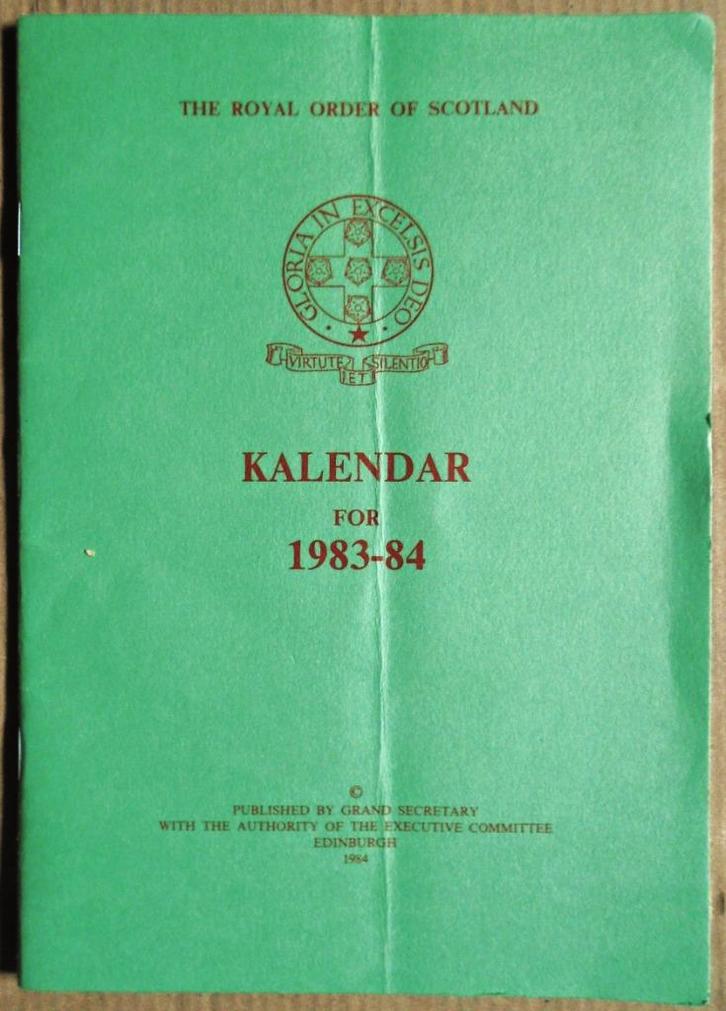 THE ROYAL ORDER OF SCOTLAND
GLORIA IN EXCELSIS DEO
VIRTUTE ET SILENTIO
KALENDAR
FOR
1983-84
©
PUBLISHED BY GRAND SECRETARY
WITH THE AUTHORITY OF THE EXECUTIVE COMMITTEE
EDINBURGH
1984